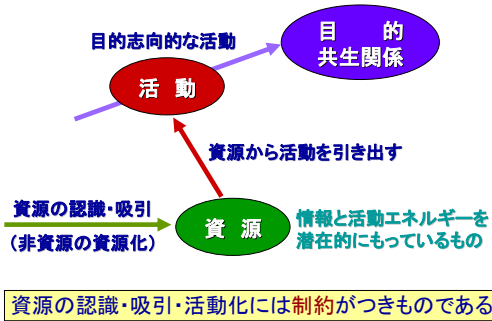 目的
共生関係
目的志向的な活動
活動
資源から活動を引き出す
資源の認識・吸引
(非資源の資源化)
資源
情報と活動エネルギーを
潜在的にもっているもの
資源の認識・吸引・活動化には制約がつきものである